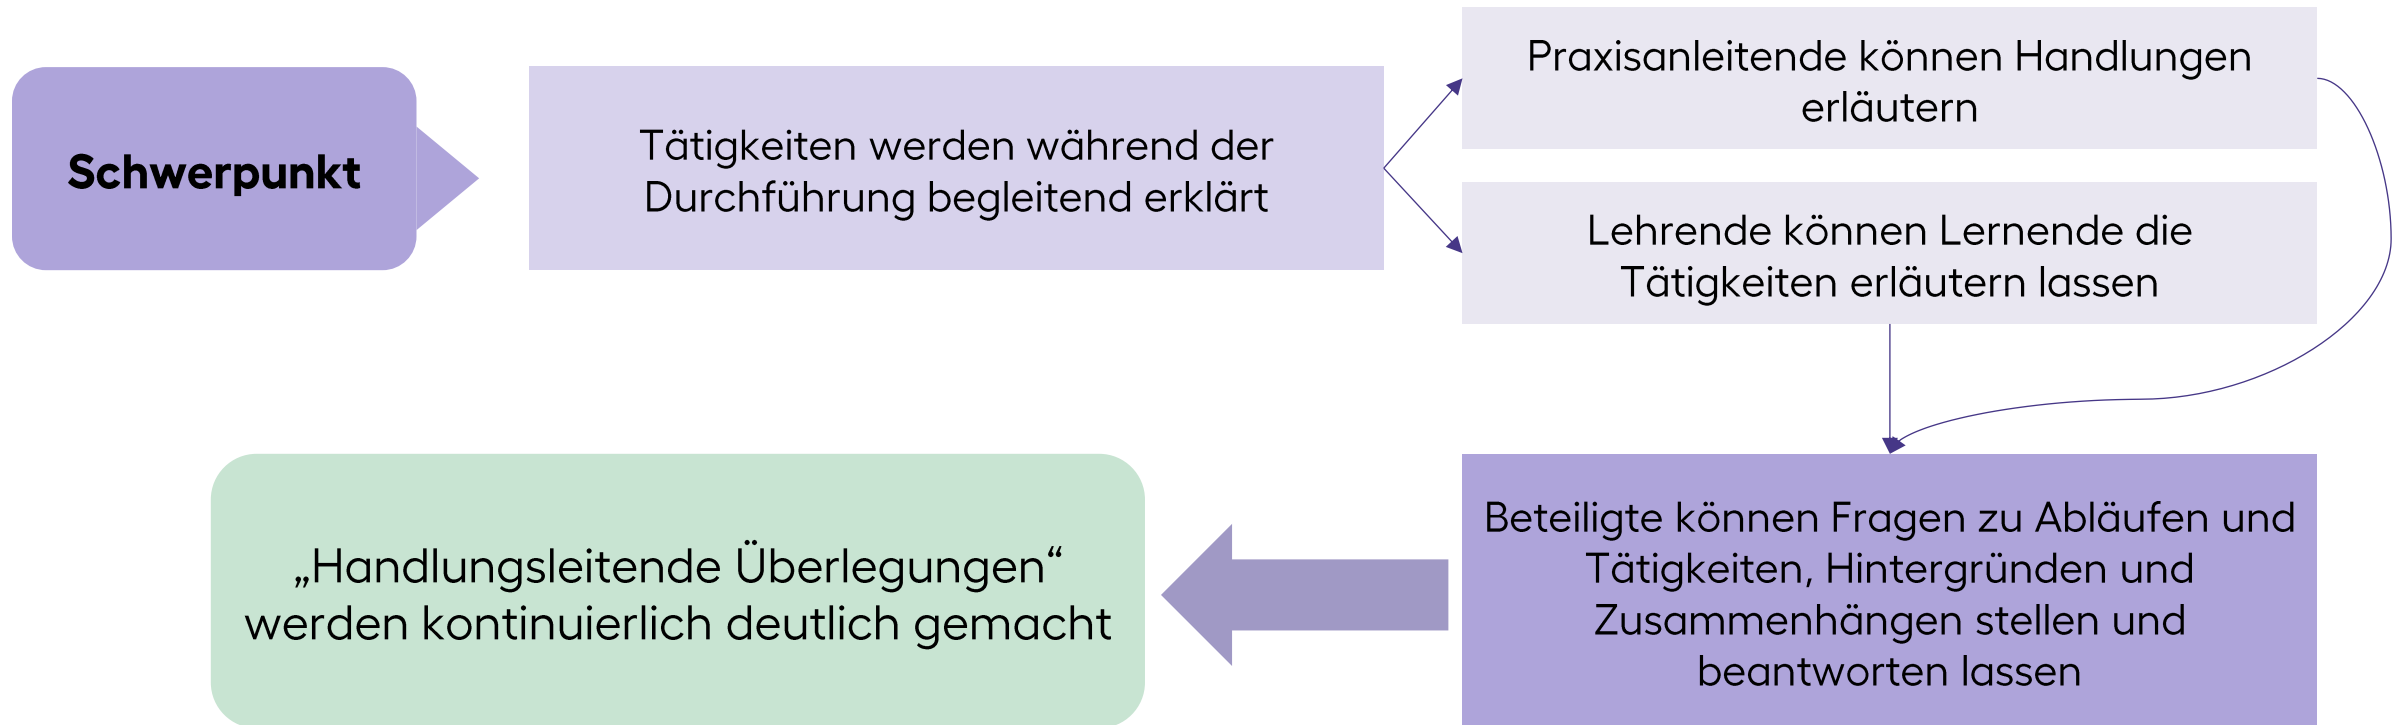 Schwerpunkt
Tätigkeiten werden während der
Durchführung begleitend erklärt
Praxisanleitende können Handlungen
erläutern
Lehrende können Lernende die
Tätigkeiten erläutern lassen
Beteiligte können Fragen zu Abläufen und
Tätigkeiten, Hintergründen und
Zusammenhängen stellen und
beantworten lassen
„Handlungsleitende Überlegungen“
werden kontinuierlich deutlich gemacht